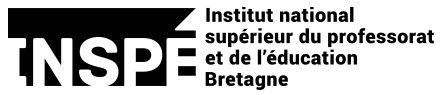 INSPÉ
Institut national
supérieur du professorat
et de l'éducation
Bretagne